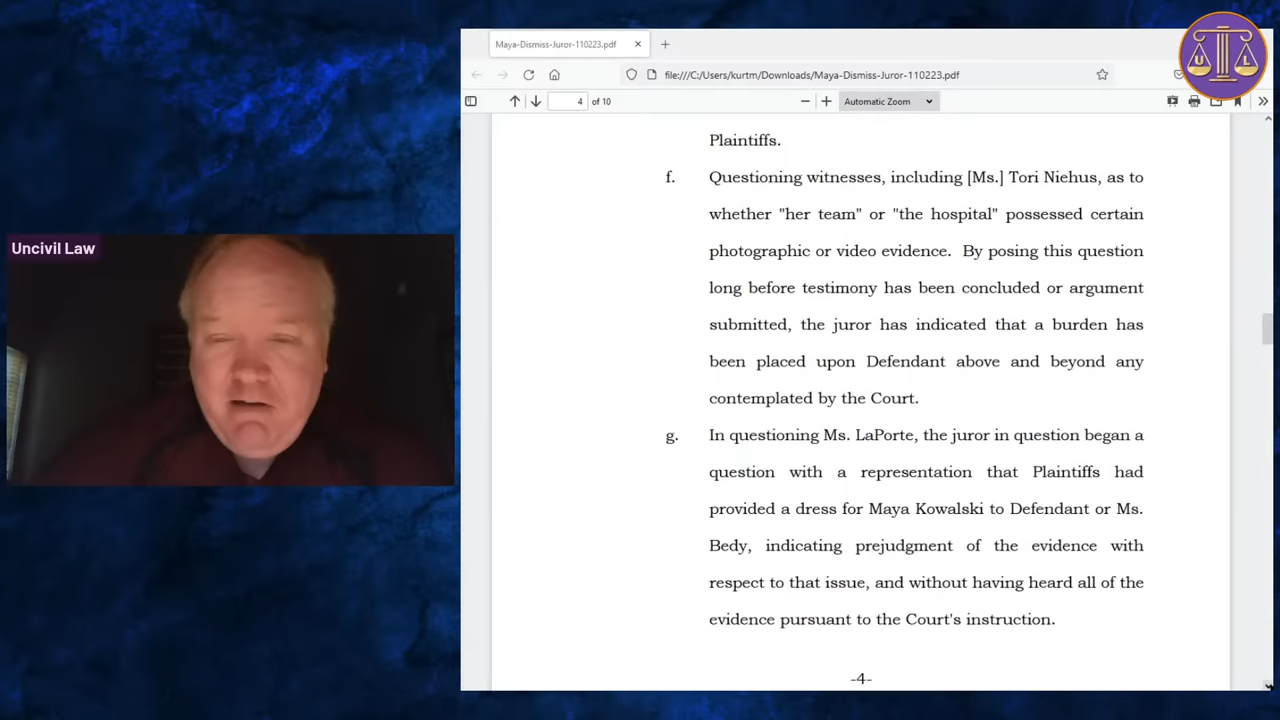 Maya-Dismiss-Juror-110223.pdf
file:///C:/Users/kurtm/Downloads/Maya-Dismiss-Juror-110223.pdf
4 of 10
Automatic Zoom
U L
Uncivil Law
Plaintiffs.
f. Questioning witnesses, including [Ms.] Tori Niehus, as to
whether "her team" or "the hospital" possessed certain
photographic or video evidence. By posing this question
long before testimony has been concluded or argument
submitted, the juror has indicated that a burden has
been placed upon Defendant above and beyond any
contemplated by the Court.
g. In questioning Ms. LaPorte, the juror in question began a
question with a representation that Plaintiffs had
provided a dress for Maya Kowalski to Defendant or Ms.
Bedy, indicating prejudgment of the evidence with
respect to that issue, and without having heard all of the
evidence pursuant to the Court's instruction.
-4-